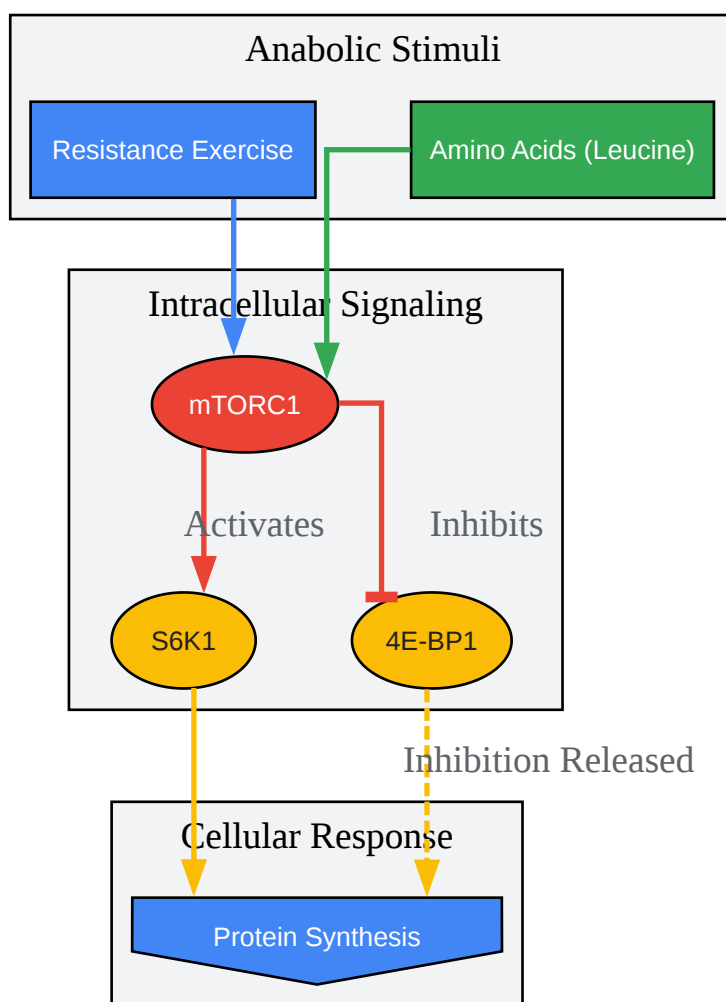 Anabolic Stimuli
Resistance Exercise
Amino Acids (Leucine)
Intracellular Signaling
mTORC1
Activates
Inhibits
S6K1
4E-BP1
Inhibition Released
Cellular Response
Protein Synthesis